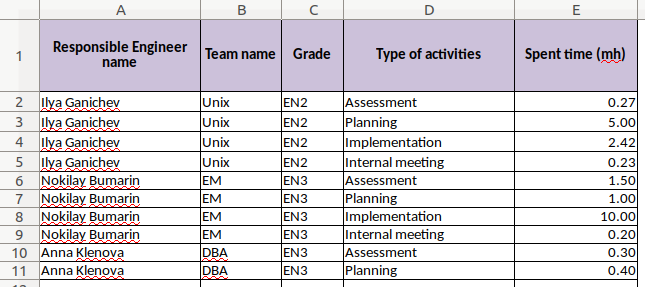 A B C D E
1 Responsible Engineer name Team name Grade Type of activities Spent time (mh)
2 Ilya Ganichev Unix EN2 Assessment 0.27
3 Ilya Ganichev Unix EN2 Planning 5.00
4 Ilya Ganichev Unix EN2 Implementation 2.42
5 Ilya Ganichev Unix EN2 Internal meeting 0.23
6 Nokilay Bumarin EM EN3 Assessment 1.50
7 Nokilay Bumarin EM EN3 Planning 1.00
8 Nokilay Bumarin EM EN3 Implementation 10.00
9 Nokilay Bumarin EM EN3 Internal meeting 0.20
10 Anna Klenova DBA EN3 Assessment 0.30
11 Anna Klenova DBA EN3 Planning 0.40